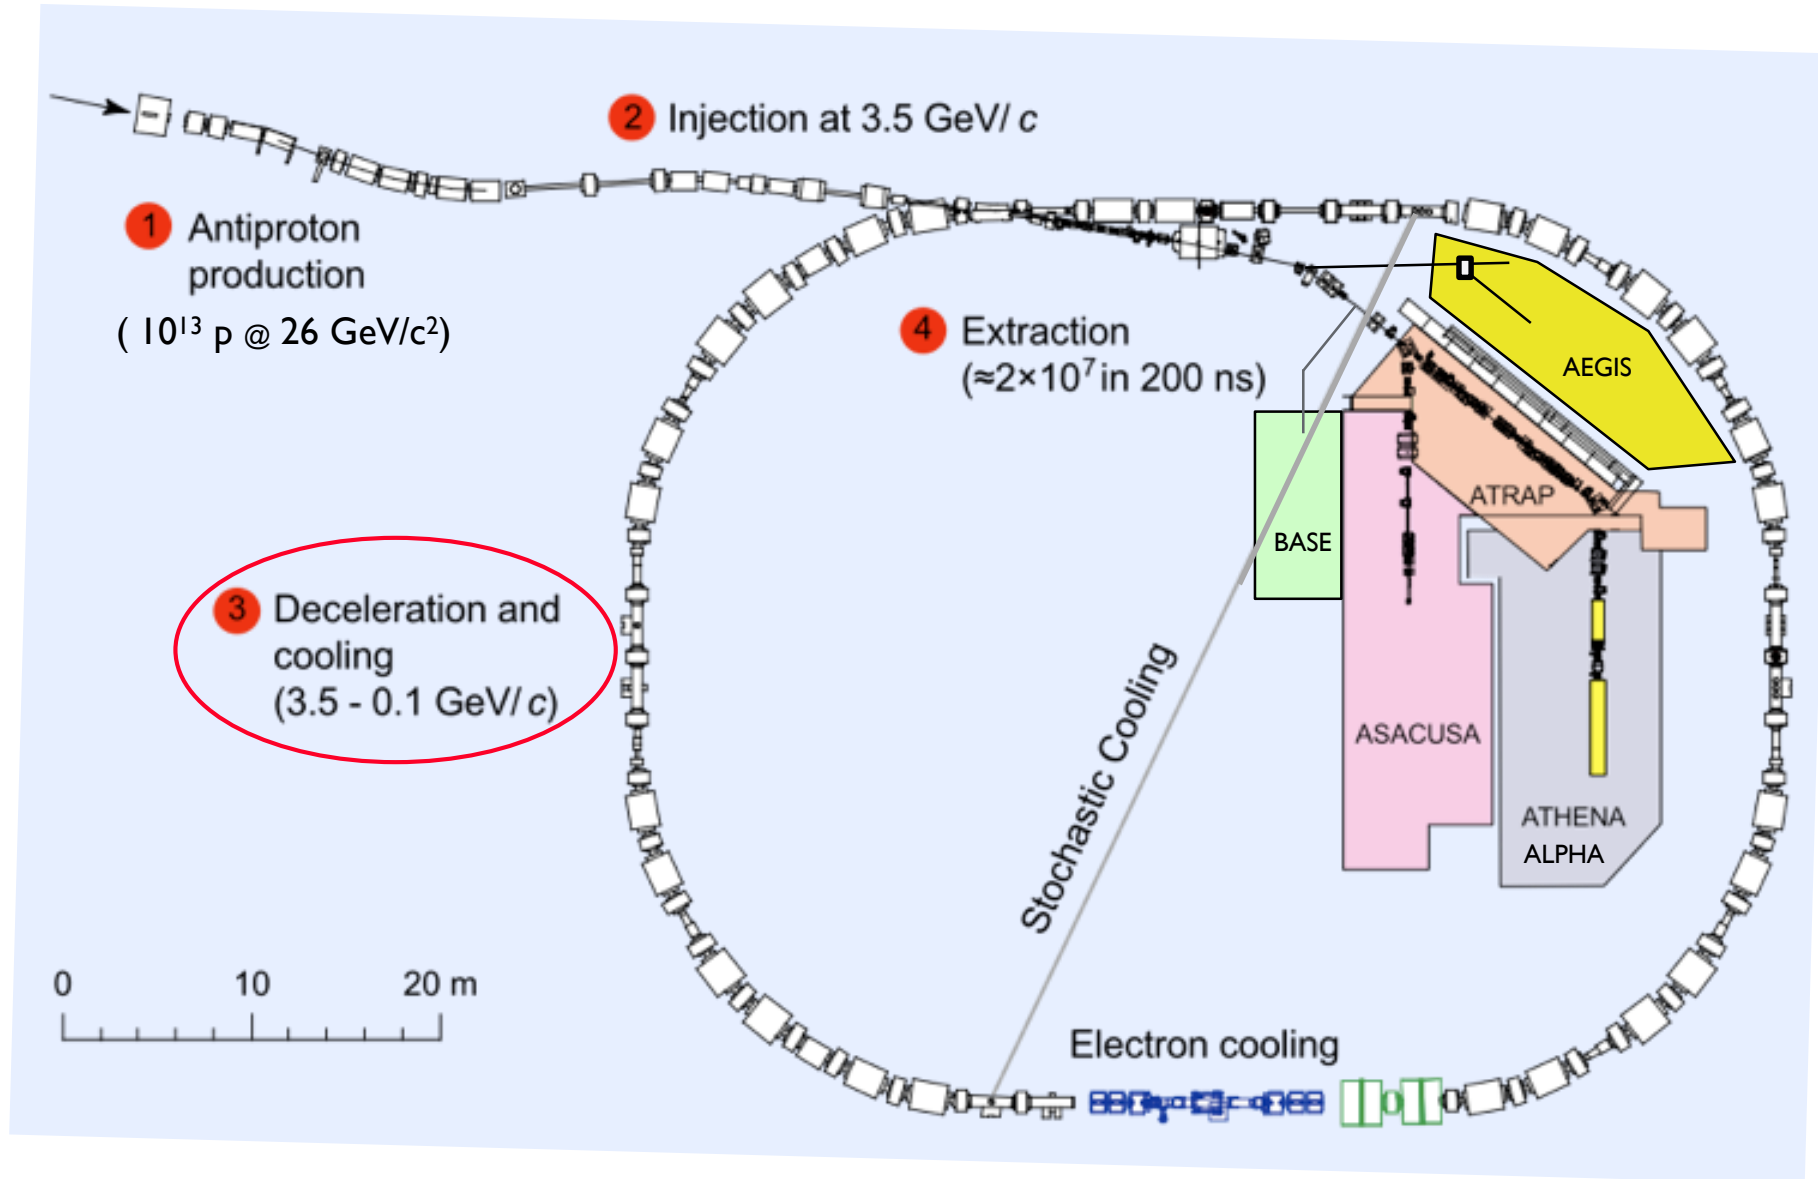 2 Injection at 3.5 GeV/ c
1 Antiproton
production
( 10¹³ p @ 26 GeV/c²)
4 Extraction
(≈2×10⁷ in 200 ns)
AEGIS
ATRAP
BASE
3 Deceleration and
cooling
(3.5 - 0.1 GeV/ c)
Stochastic Cooling
ASACUSA
ATHENA
ALPHA
0 10 20 m
Electron cooling